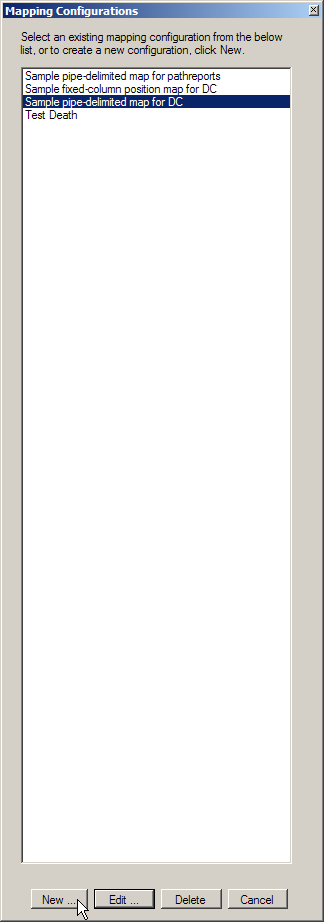 Mapping Configurations
Select an existing mapping configuration from the below
list, or to create a new configuration, click New.
Sample pipe-delimited map for pathreports
Sample fixed-column position map for DC
Sample pipe-delimited map for DC
Test Death
New ... Edit ... Delete Cancel